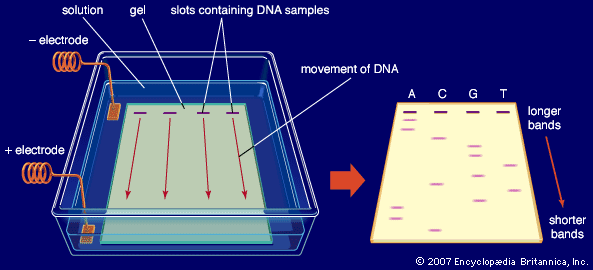 solution
gel
slots containing DNA samples
– electrode
movement of DNA
+ electrode
A C G T
longer
bands
shorter
bands
© 2007 Encyclopædia Britannica, Inc.